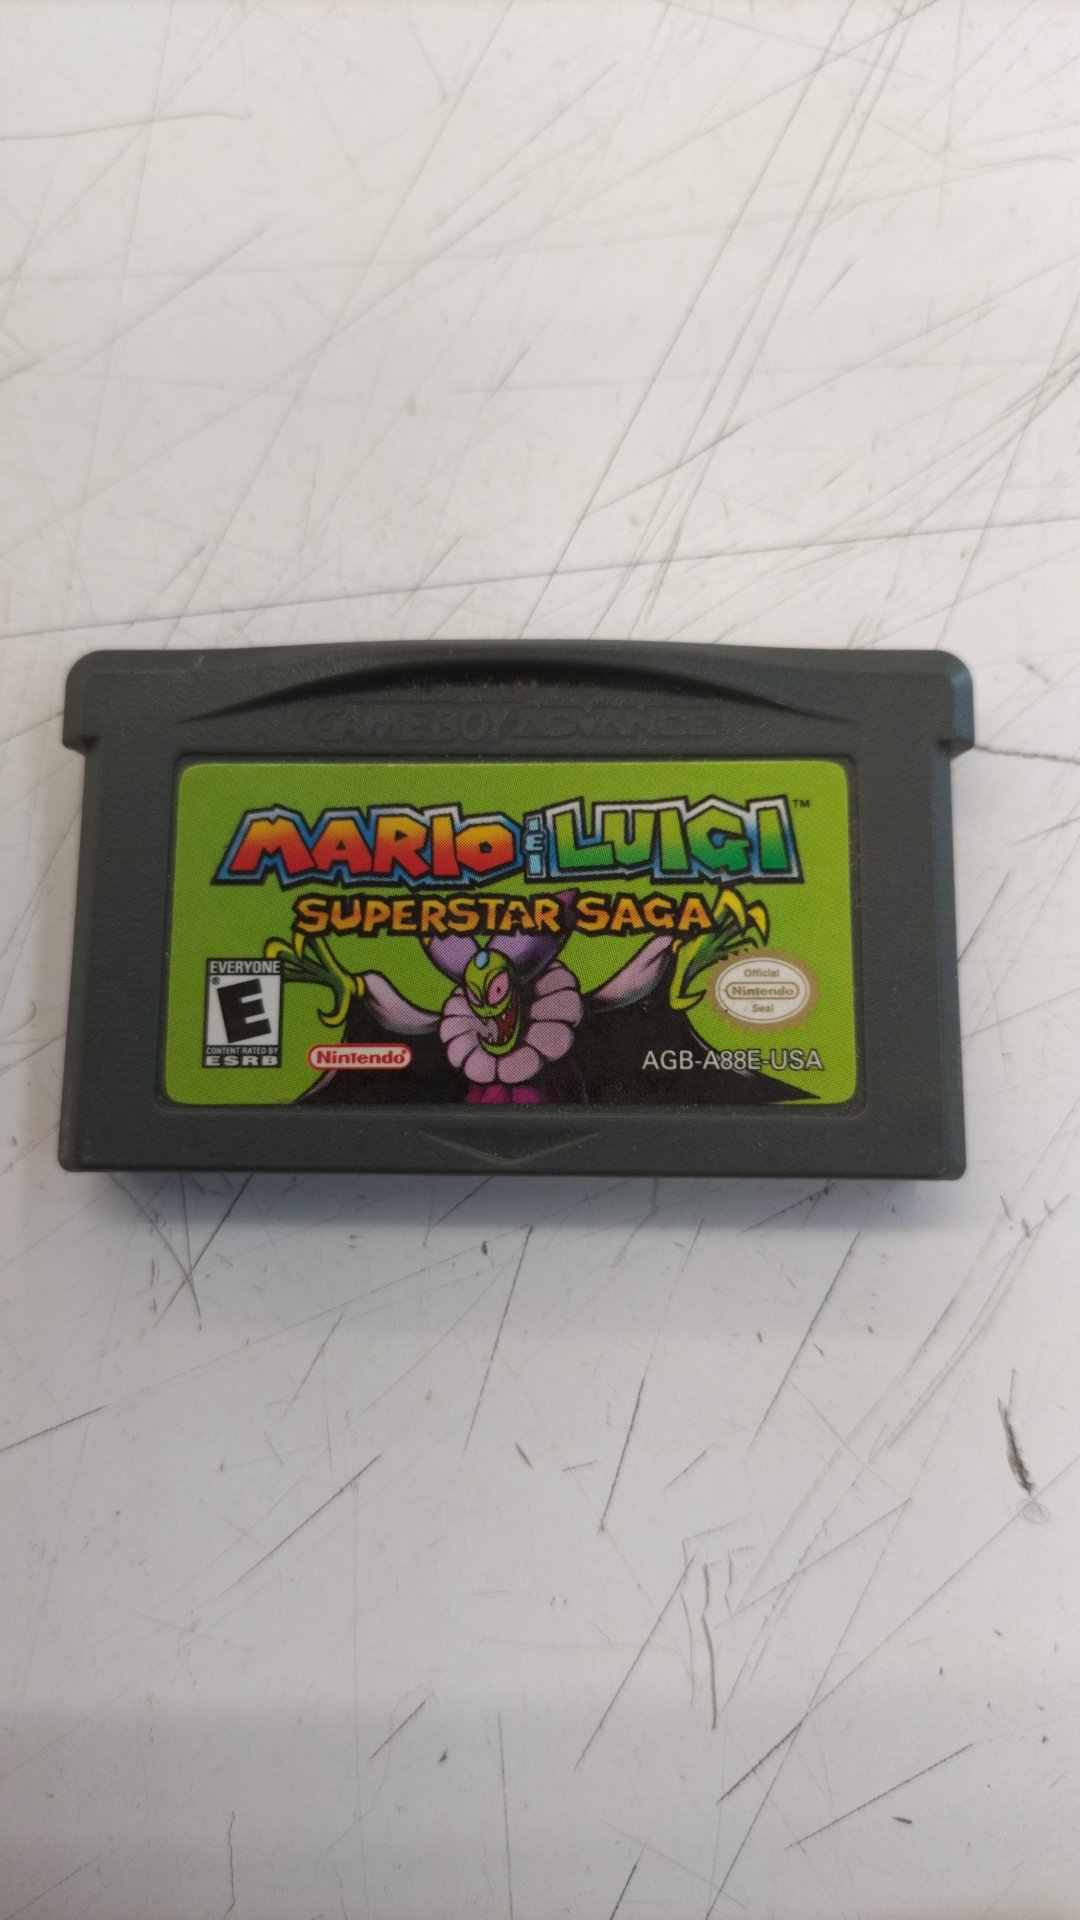 GAME BOY ADVANCE
MARIO & LUIGI™
SUPERSTAR SAGA
EVERYONE
®
E
CONTENT RATED BY
ESRB
Nintendo®
Official
Nintendo
Seal
AGB-A88E-USA